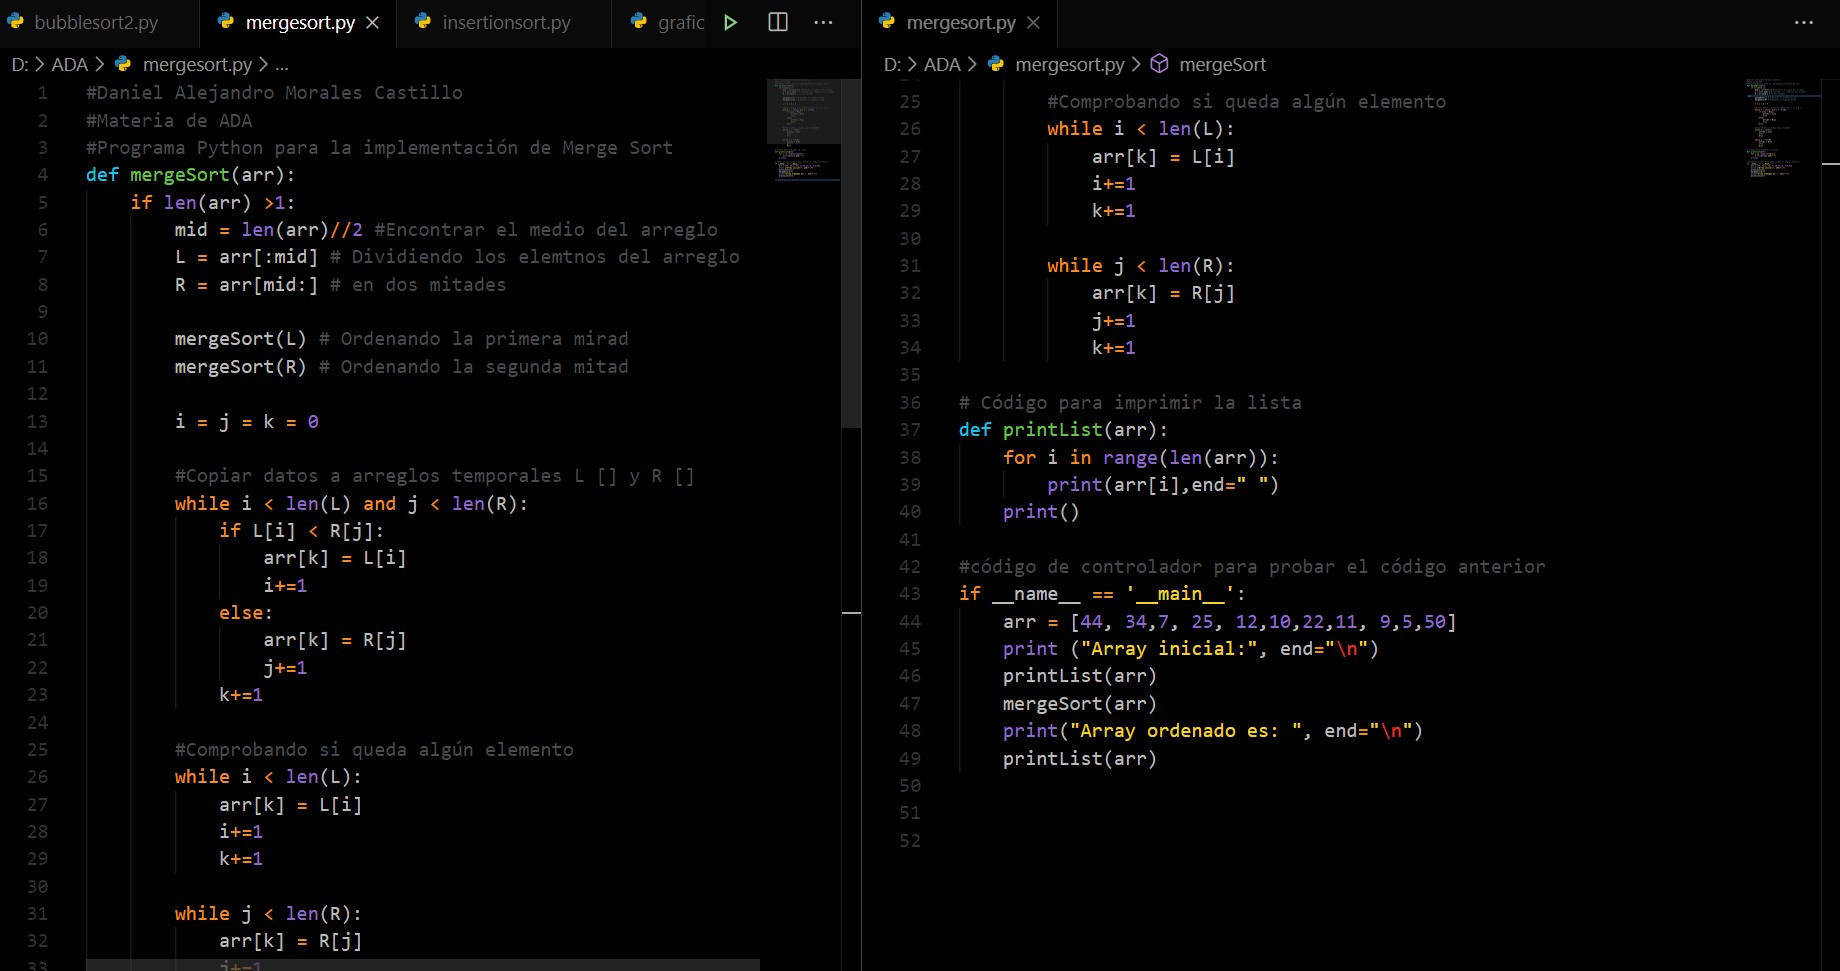 bubblesort2.py mergesort.py insertionsort.py grafic
D: > ADA > mergesort.py > ...
1 #Daniel Alejandro Morales Castillo
2 #Materia de ADA
3 #Programa Python para la implementación de Merge Sort
4 def mergeSort(arr):
5 if len(arr) >1:
6 mid = len(arr)//2 #Encontrar el medio del arreglo
7 L = arr[:mid] # Dividiendo los elemtnos del arreglo
8 R = arr[mid:] # en dos mitades
9
10 mergeSort(L) # Ordenando la primera mirad
11 mergeSort(R) # Ordenando la segunda mitad
12
13 i = j = k = 0
14
15 #Copiar datos a arreglos temporales L [] y R []
16 while i < len(L) and j < len(R):
17 if L[i] < R[j]:
18 arr[k] = L[i]
19 i+=1
20 else:
21 arr[k] = R[j]
22 j+=1
23 k+=1
24
25 #Comprobando si queda algún elemento
26 while i < len(L):
27 arr[k] = L[i]
28 i+=1
29 k+=1
30
31 while j < len(R):
32 arr[k] = R[j]
33 j+=1
mergesort.py
D: > ADA > mergesort.py > mergeSort
25 #Comprobando si queda algún elemento
26 while i < len(L):
27 arr[k] = L[i]
28 i+=1
29 k+=1
30
31 while j < len(R):
32 arr[k] = R[j]
33 j+=1
34 k+=1
35
36 # Código para imprimir la lista
37 def printList(arr):
38 for i in range(len(arr)):
39 print(arr[i],end=" ")
40 print()
41
42 #código de controlador para probar el código anterior
43 if __name__ == '__main__':
44 arr = [44, 34,7, 25, 12,10,22,11, 9,5,50]
45 print ("Array inicial:", end="\n")
46 printList(arr)
47 mergeSort(arr)
48 print("Array ordenado es: ", end="\n")
49 printList(arr)
50
51
52